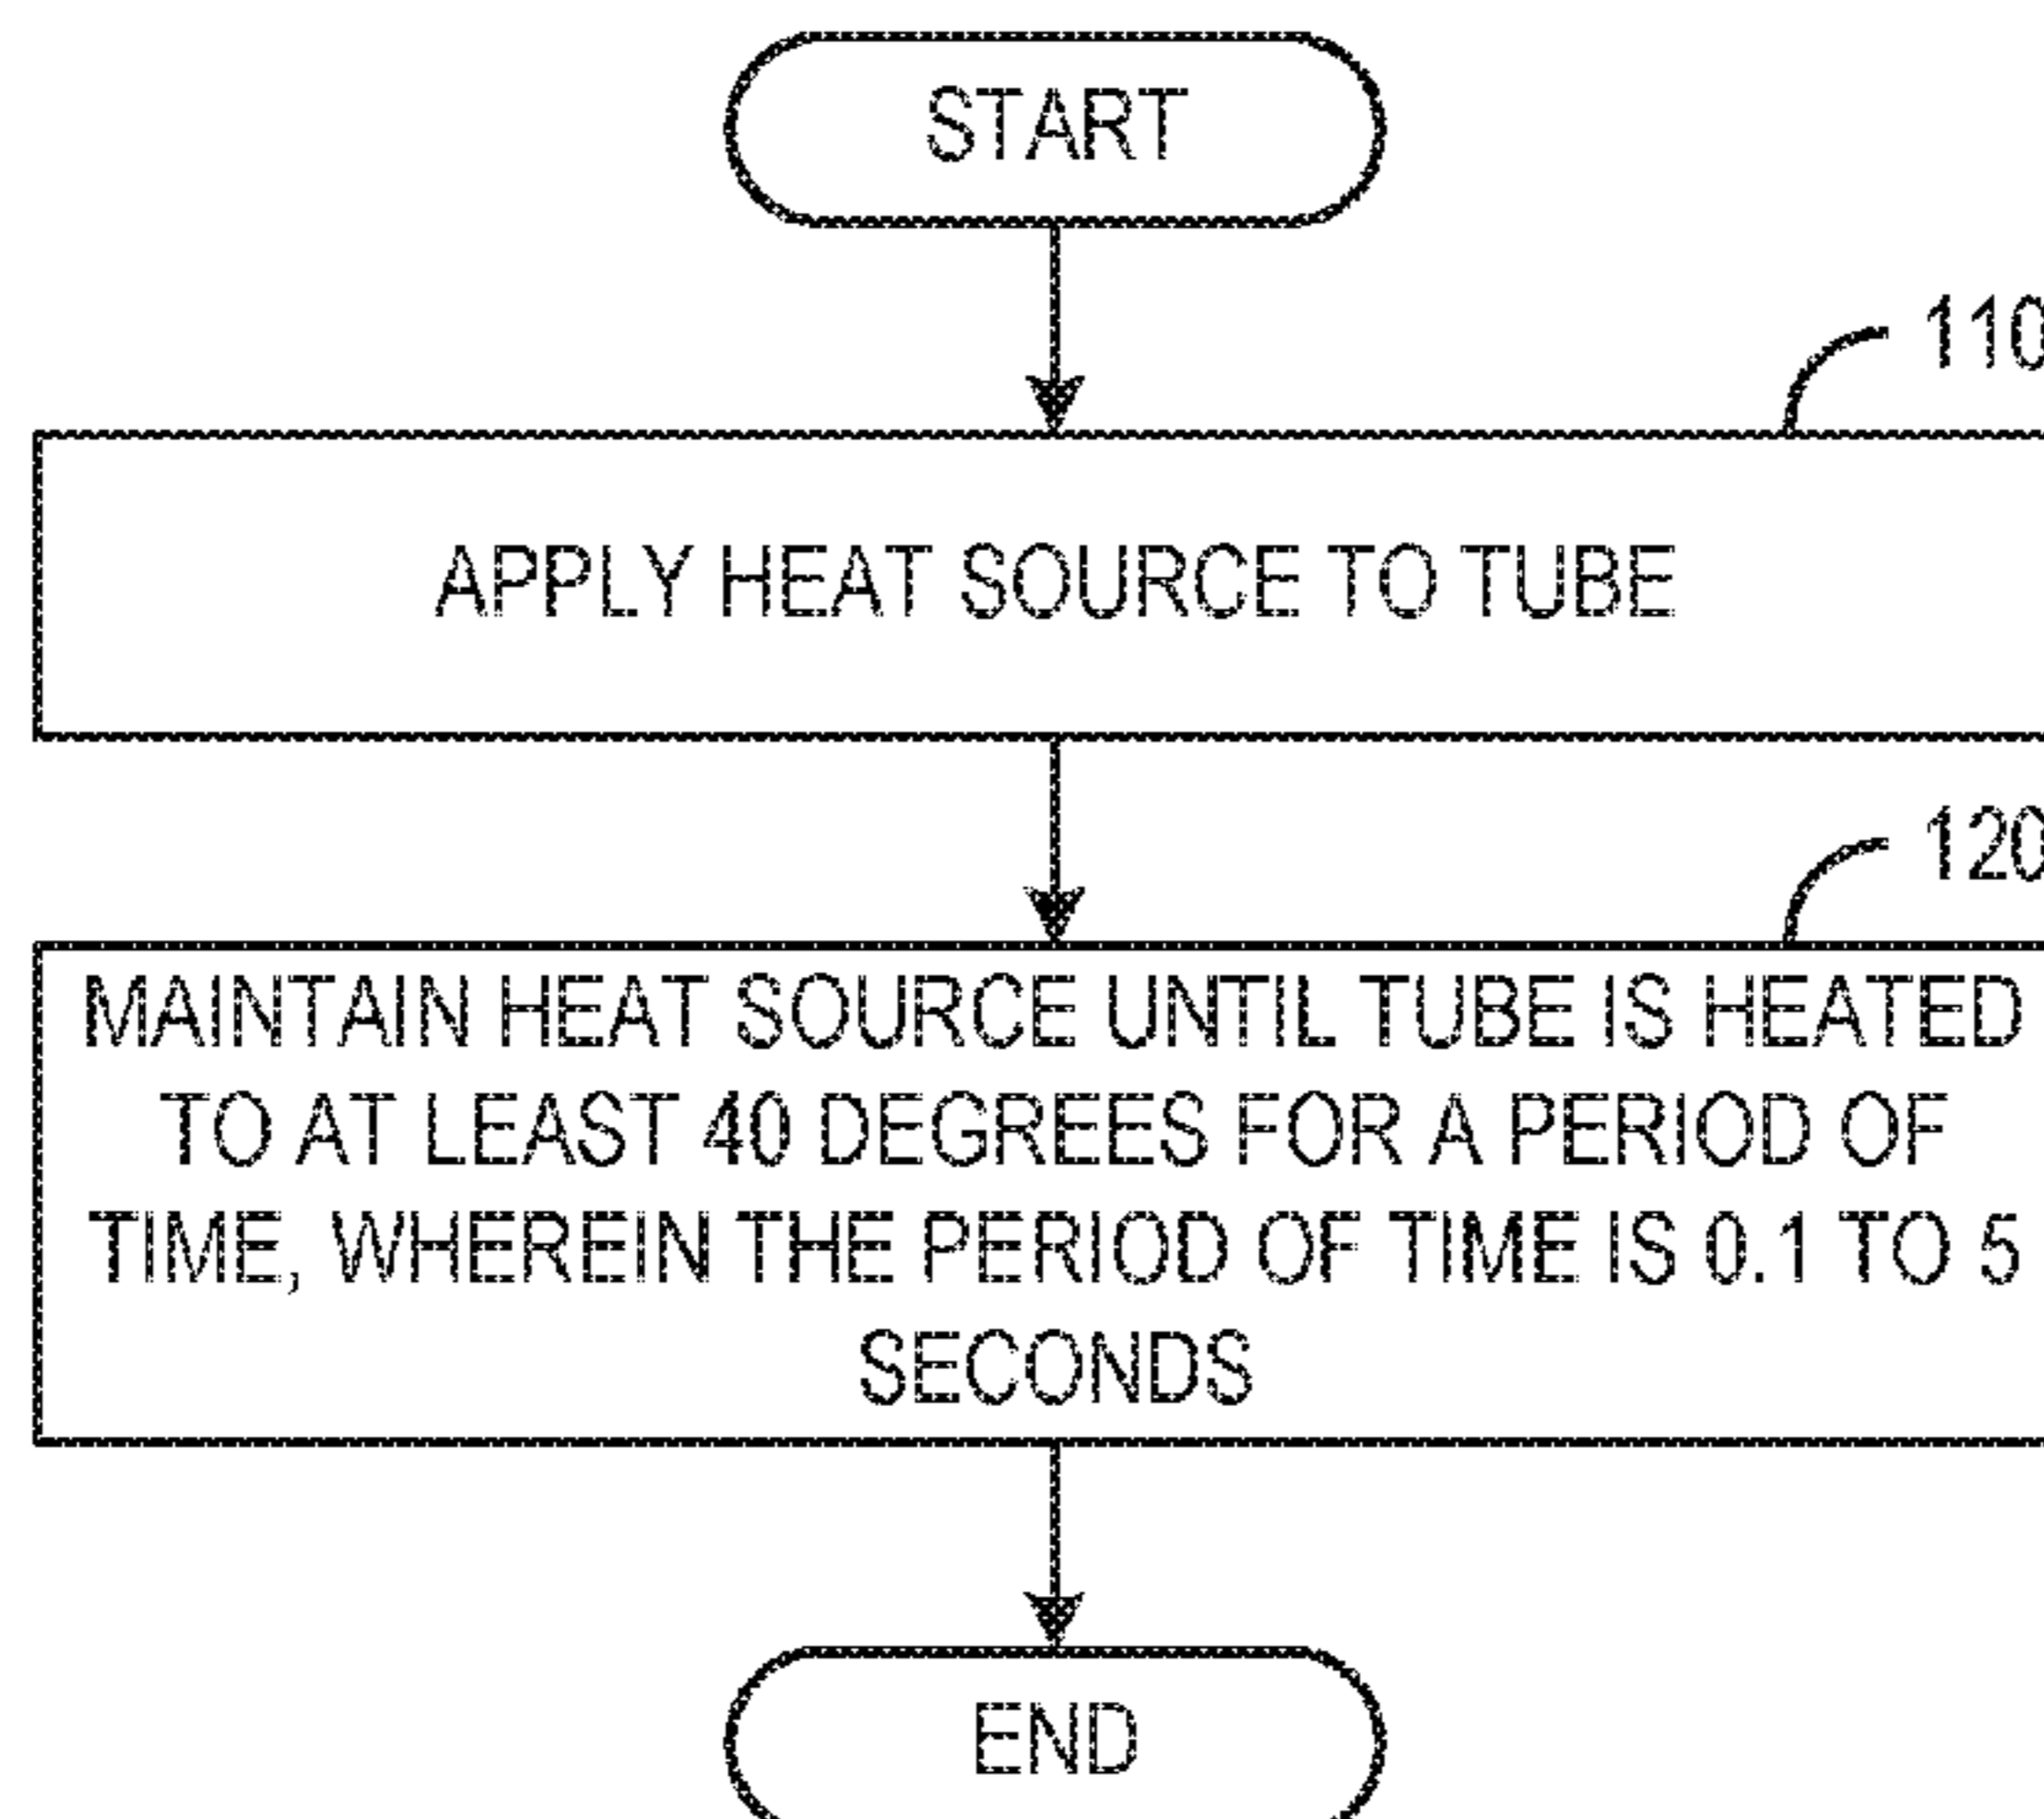 START
110
APPLY HEAT SOURCE TO TUBE
120
MAINTAIN HEAT SOURCE UNTIL TUBE IS HEATED
TO AT LEAST 40 DEGREES FOR A PERIOD OF
TIME, WHEREIN THE PERIOD OF TIME IS 0.1 TO 5
SECONDS
END